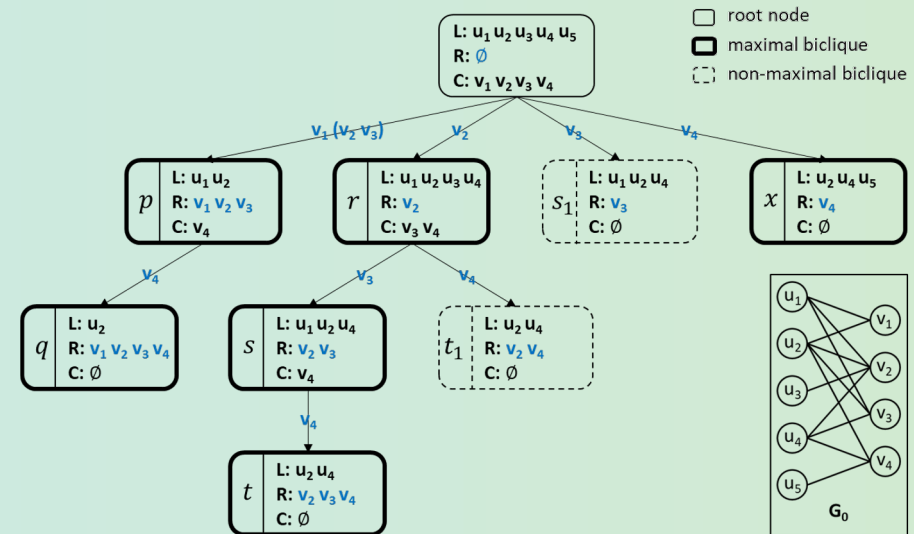 root node
maximal biclique
non-maximal biclique
L: u₁ u₂ u₃ u₄ u₅
R: ∅
C: v₁ v₂ v₃ v₄
v₁ (v₂ v₃)
v₂
v₃
v₄
p
L: u₁ u₂
R: v₁ v₂ v₃
C: v₄
r
L: u₁ u₂ u₃ u₄
R: v₂
C: v₃ v₄
s₁
L: u₁ u₂ u₄
R: v₃
C: ∅
x
L: u₂ u₄ u₅
R: v₄
C: ∅
v₄
v₃
v₄
q
L: u₂
R: v₁ v₂ v₃ v₄
C: ∅
s
L: u₁ u₂ u₄
R: v₂ v₃
C: v₄
t₁
L: u₂ u₄
R: v₂ v₄
C: ∅
v₄
t
L: u₂ u₄
R: v₂ v₃ v₄
C: ∅
u₁
v₁
u₂
v₂
u₃
v₃
u₄
v₄
u₅
G₀